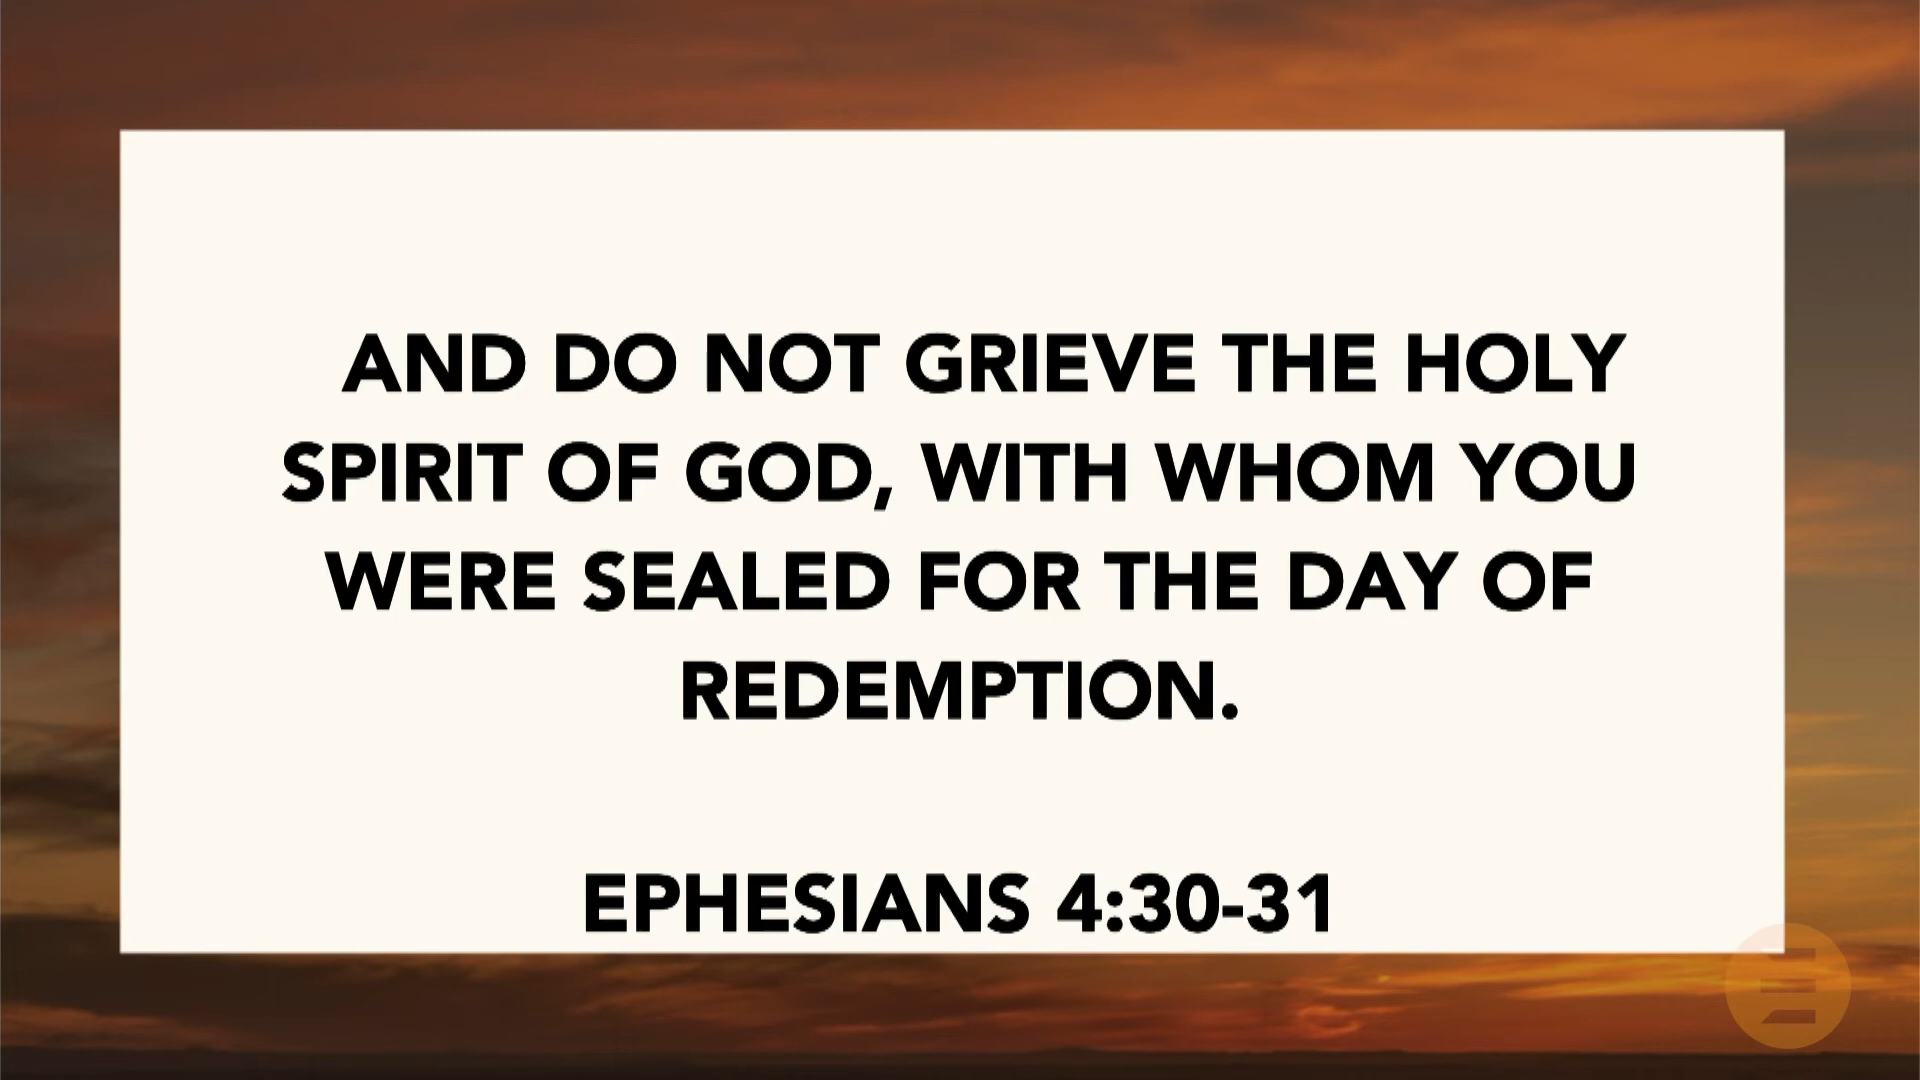 AND DO NOT GRIEVE THE HOLY
SPIRIT OF GOD, WITH WHOM YOU
WERE SEALED FOR THE DAY OF
REDEMPTION.
EPHESIANS 4:30-31